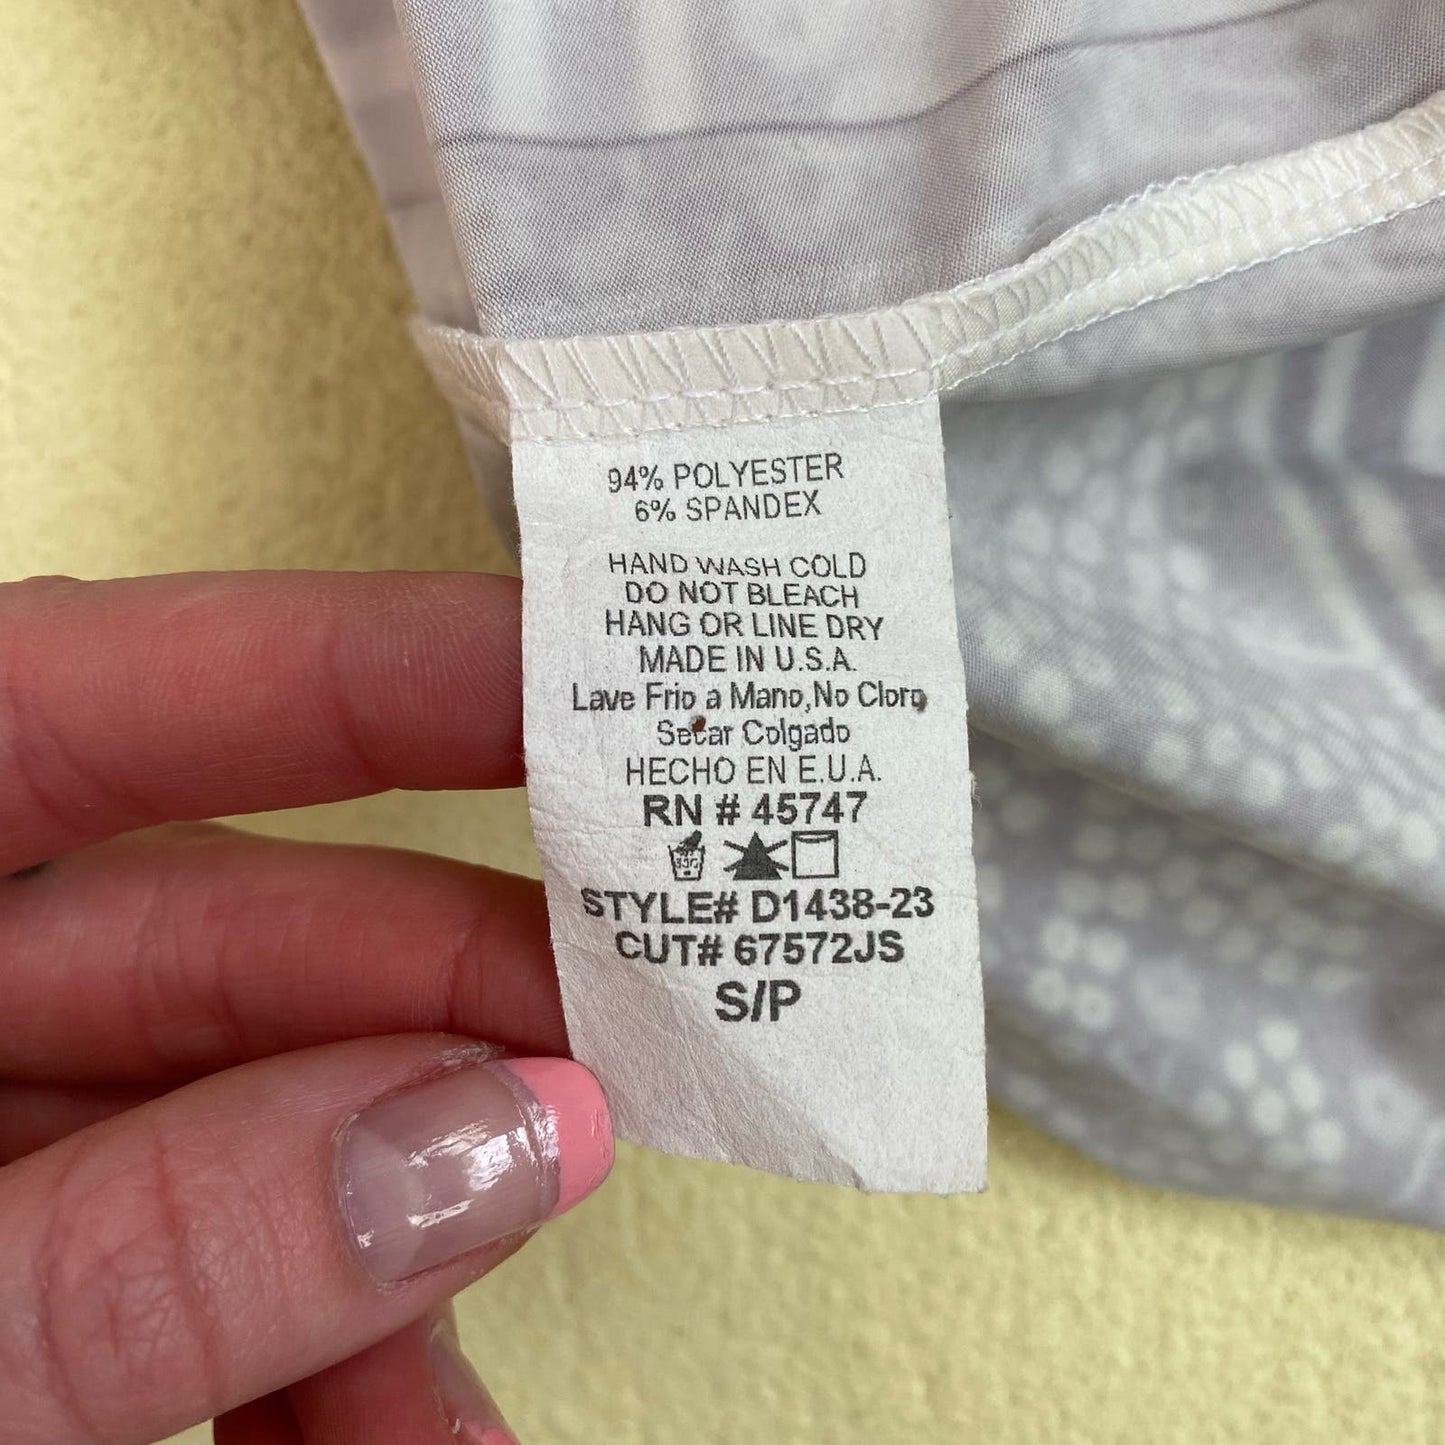 94% POLYESTER
6% SPANDEX
HAND WASH COLD
DO NOT BLEACH
HANG OR LINE DRY
MADE IN U.S.A.
Lave Frio a Mano,No Cloro
Secar Colgado
HECHO EN E.U.A.
RN # 45747
STYLE# D1438-23
CUT# 67572JS
S/P